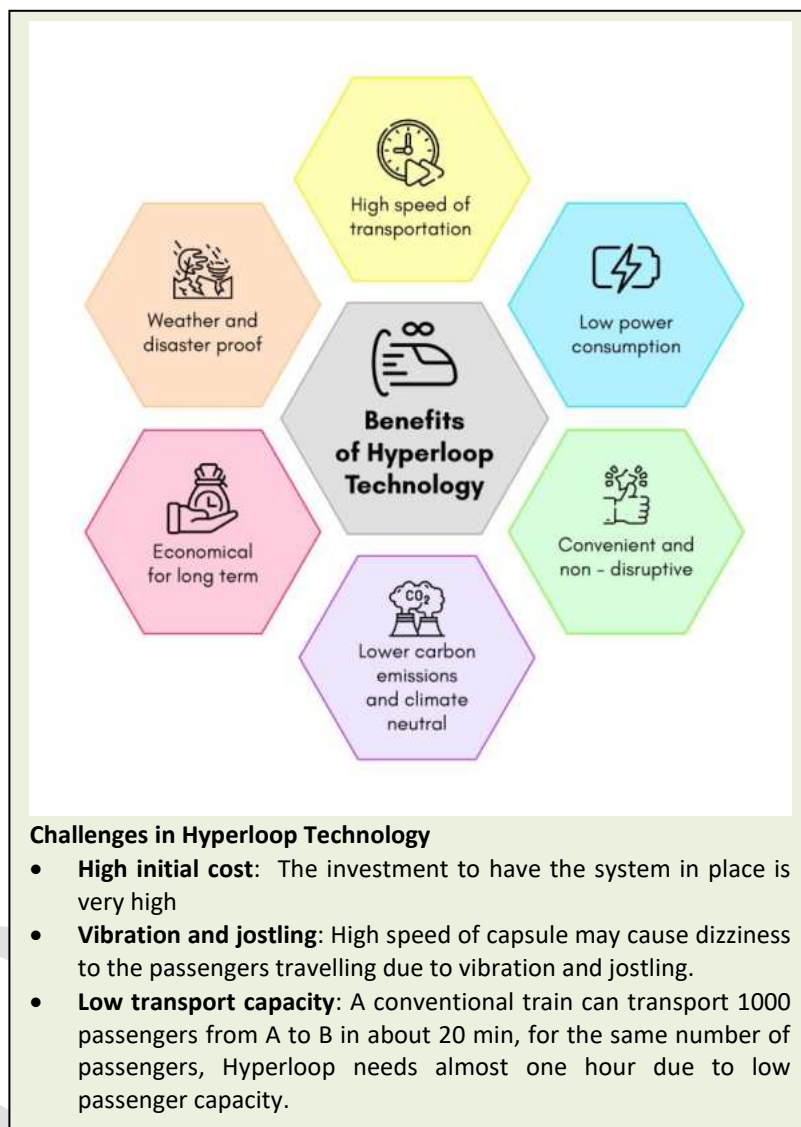 High speed of
transportation
Weather and
disaster proof
Low power
consumption
∞
Benefits
of Hyperloop
Technology
Economical
for long term
Convenient and
non - disruptive
CO₂
Lower carbon
emissions
and climate
neutral
Challenges in Hyperloop Technology
• High initial cost: The investment to have the system in place is
very high
• Vibration and jostling: High speed of capsule may cause dizziness
to the passengers travelling due to vibration and jostling.
• Low transport capacity: A conventional train can transport 1000
passengers from A to B in about 20 min, for the same number of
passengers, Hyperloop needs almost one hour due to low
passenger capacity.